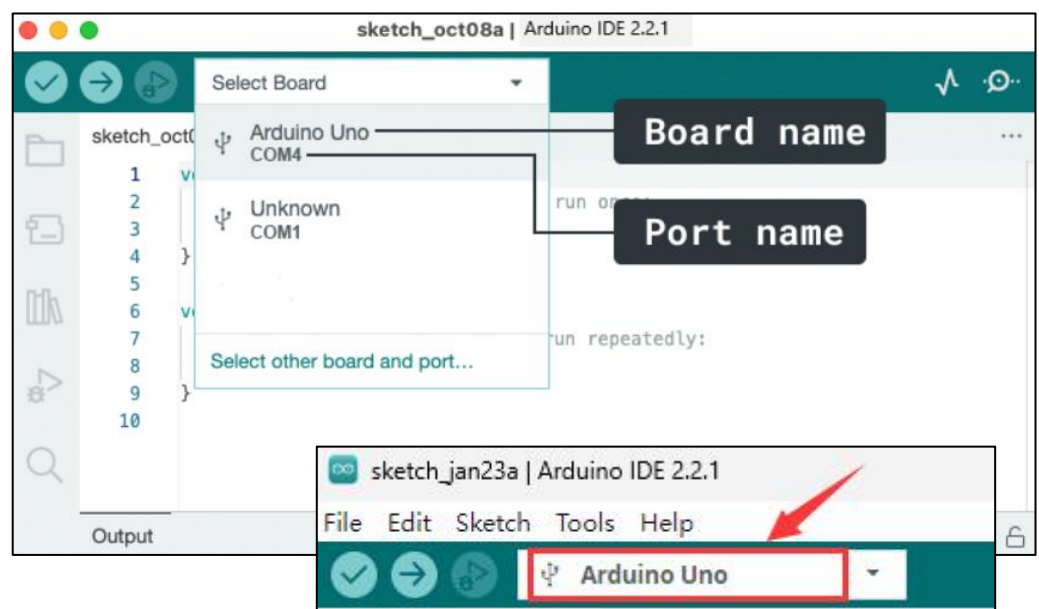 sketch_oct08a | Arduino IDE 2.2.1
Select Board
sketch_oct
Arduino Uno
COM4
Board name
...
1 v
2 run once:
3
4 }
5
6 v
7 run repeatedly:
8
9 }
10
Unknown
COM1
Port name
Select other board and port...
Output
sketch_jan23a | Arduino IDE 2.2.1
File Edit Sketch Tools Help
Arduino Uno